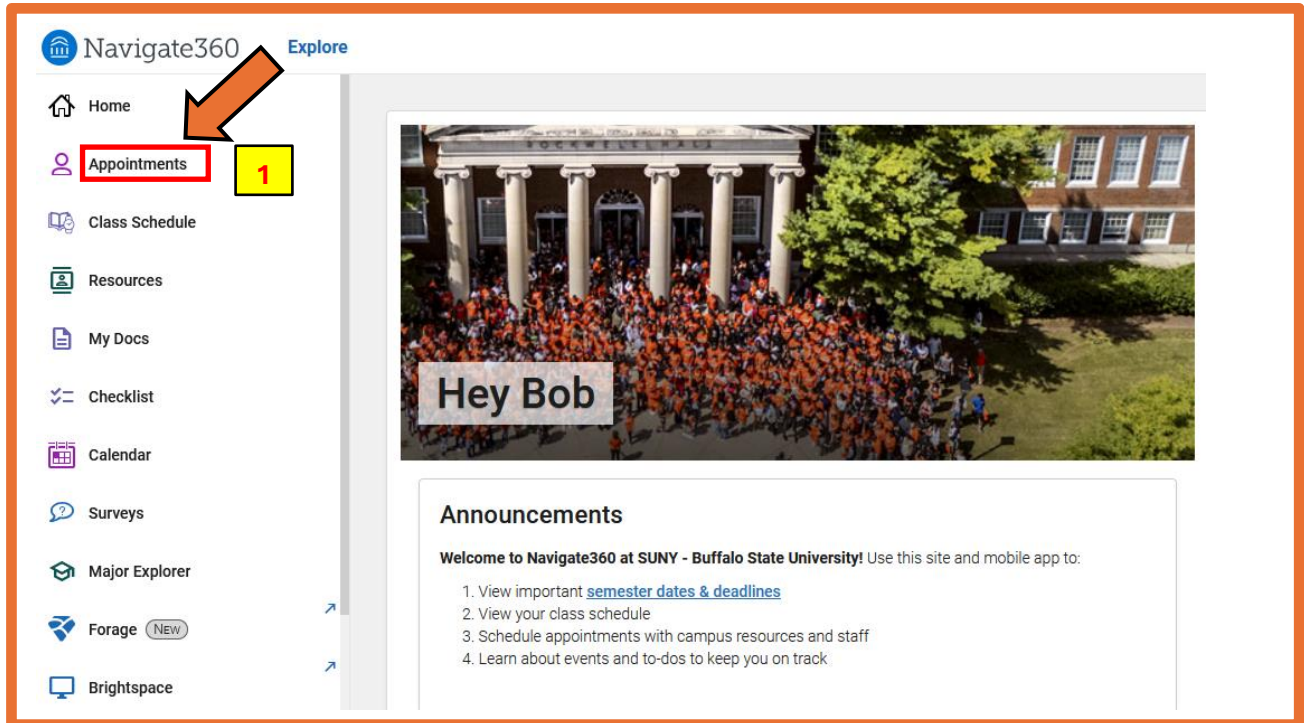 Navigate360
Explore
Home
Appointments
1
Class Schedule
Resources
My Docs
Checklist
Calendar
Surveys
Major Explorer
Forage NEW
Brightspace
ROCKWELL HALL
Hey Bob
Announcements
Welcome to Navigate360 at SUNY - Buffalo State University! Use this site and mobile app to:
1. View important semester dates & deadlines
2. View your class schedule
3. Schedule appointments with campus resources and staff
4. Learn about events and to-dos to keep you on track